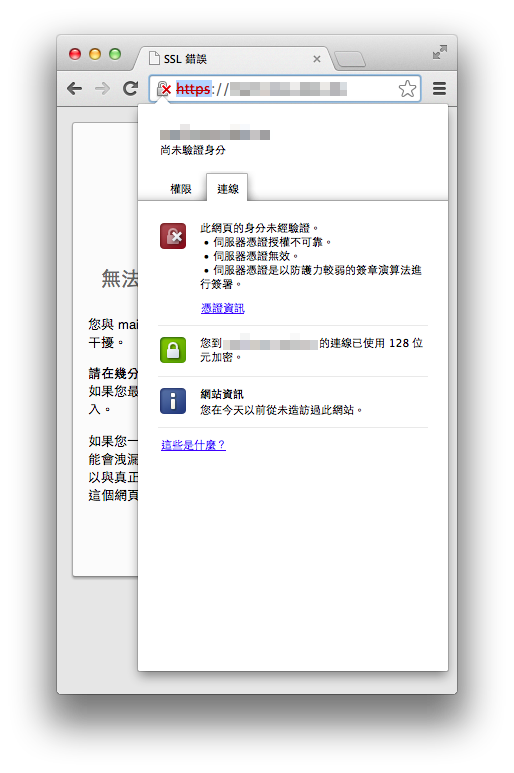 SSL 錯誤
https://
尚未驗證身分
權限
連線
此網頁的身分未經驗證。
• 伺服器憑證授權不可靠。
• 伺服器憑證無效。
• 伺服器憑證是以防護力較弱的簽章演算法進
行簽署。
憑證資訊
您到 的連線已使用 128 位
元加密。
網站資訊
您在今天以前從未造訪過此網站。
這些是什麼？
無法
您與 mai
干擾。
請在幾分
如果您最
入。
如果您一
能會洩漏
以與真正
這個網頁